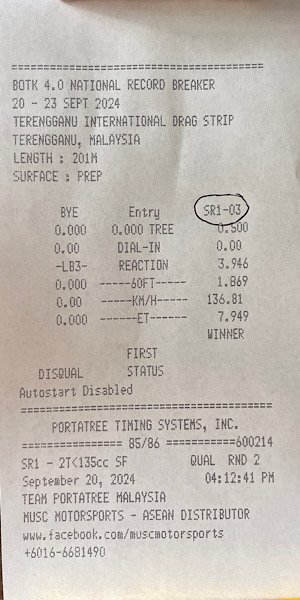 =====================================
BOTK 4.0 NATIONAL RECORD BREAKER
20 - 23 SEPT 2024
TERENGGANU INTERNATIONAL DRAG STRIP
TERENGGANU, MALAYSIA
LENGTH : 201M
SURFACE : PREP
BYE Entry SR1-03
0.000 0.000 TREE 0.500
0.00 DIAL-IN 0.00
-LB3- REACTION 3.946
0.000 ------60FT----- 1.869
0.00 ------KM/H----- 136.81
0.000 ------ET------- 7.949
WINNER
FIRST
DISQUAL STATUS
Autostart Disabled
=====================================
PORTATREE TIMING SYSTEMS, INC.
================ 85/86 ===========600214
SR1 - 2T<135cc SF QUAL RND 2
September 20, 2024 04:12:41 PM
TEAM PORTATREE MALAYSIA
MUSC MOTORSPORTS - ASEAN DISTRIBUTOR
www.facebook.com/muscmotorsports
+6016-6681490